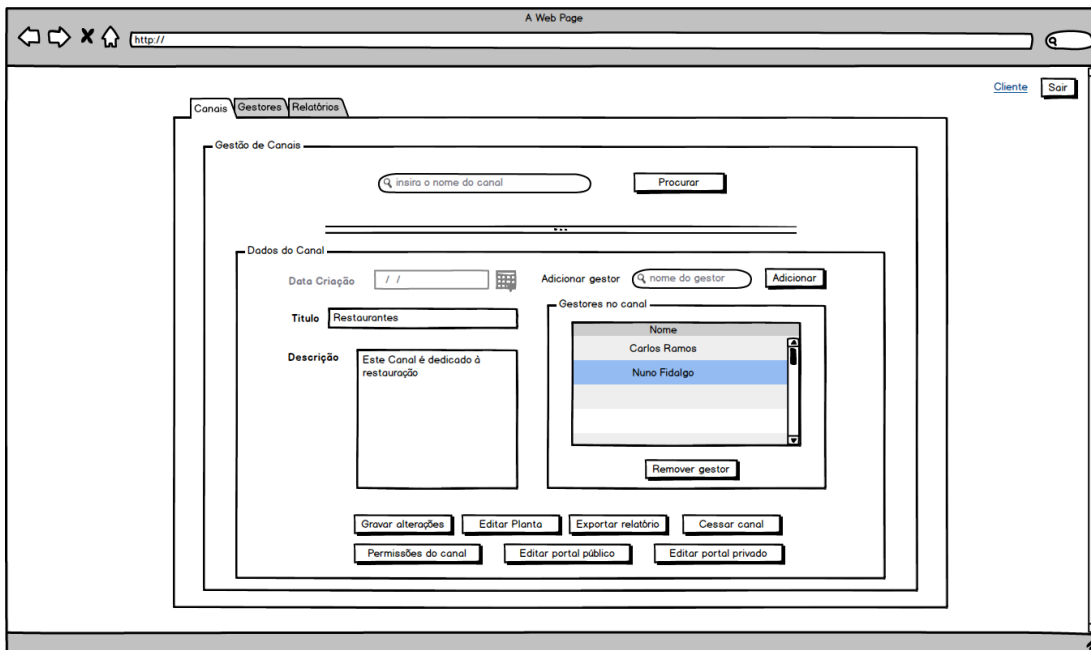 A Web Page
http://
Cliente
Sair
Canais
Gestores
Relatórios
Gestão de Canais
insira o nome do canal
Procurar
Dados do Canal
Data Criação
/ /
Adicionar gestor
nome do gestor
Adicionar
Titulo
Restaurantes
Gestores no canal
Nome
Carlos Ramos
Nuno Fidalgo
Descrição
Este Canal é dedicado à
restauração
Remover gestor
Gravar alterações
Editar Planta
Exportar relatório
Cessar canal
Permissões do canal
Editar portal público
Editar portal privado